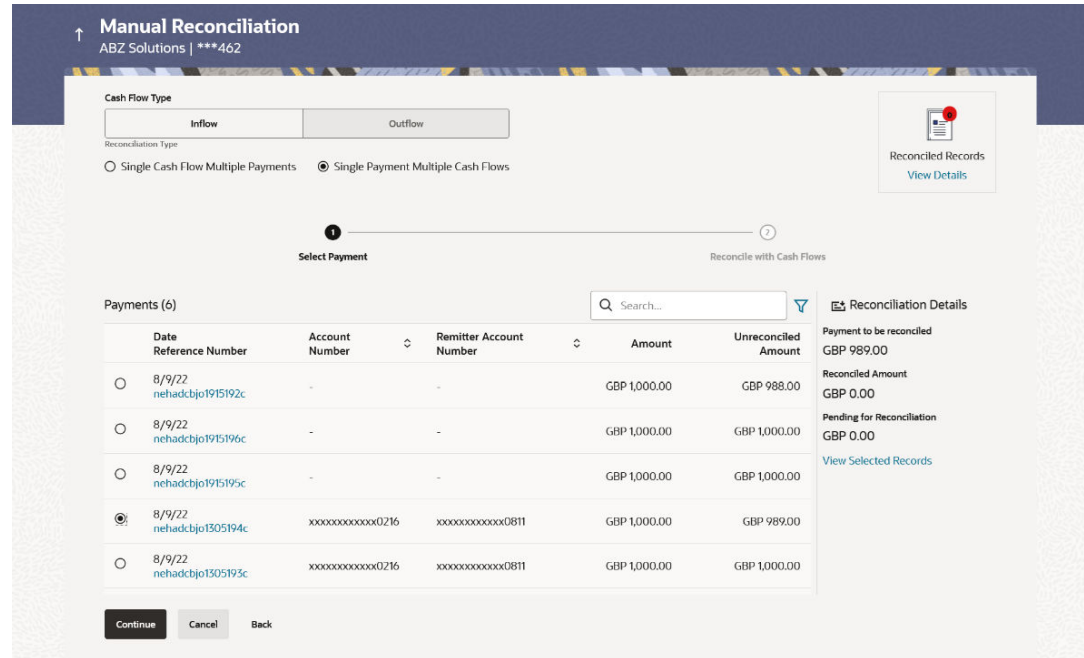 Manual Reconciliation
ABZ Solutions | ***462
Cash Flow Type
Inflow Outflow
Reconciliation Type
Single Cash Flow Multiple Payments Single Payment Multiple Cash Flows
0
Reconciled Records
View Details
1 2
Select Payment Reconcile with Cash Flows
Payments (6) Search...
Date
Reference Number
Account
Number
Remitter Account
Number
Amount
Unreconciled
Amount
8/9/22
nehadcbjo1915192c - - GBP 1,000.00 GBP 988.00
8/9/22
nehadcbjo1915196c - - GBP 1,000.00 GBP 1,000.00
8/9/22
nehadcbjo1915195c - - GBP 1,000.00 GBP 1,000.00
8/9/22
nehadcbjo1305194c xxxxxxxxxxxx0216 xxxxxxxxxxxx0811 GBP 1,000.00 GBP 989.00
8/9/22
nehadcbjo1305193c xxxxxxxxxxxx0216 xxxxxxxxxxxx0811 GBP 1,000.00 GBP 1,000.00
Reconciliation Details
Payment to be reconciled
GBP 989.00
Reconciled Amount
GBP 0.00
Pending for Reconciliation
GBP 0.00
View Selected Records
Continue Cancel Back